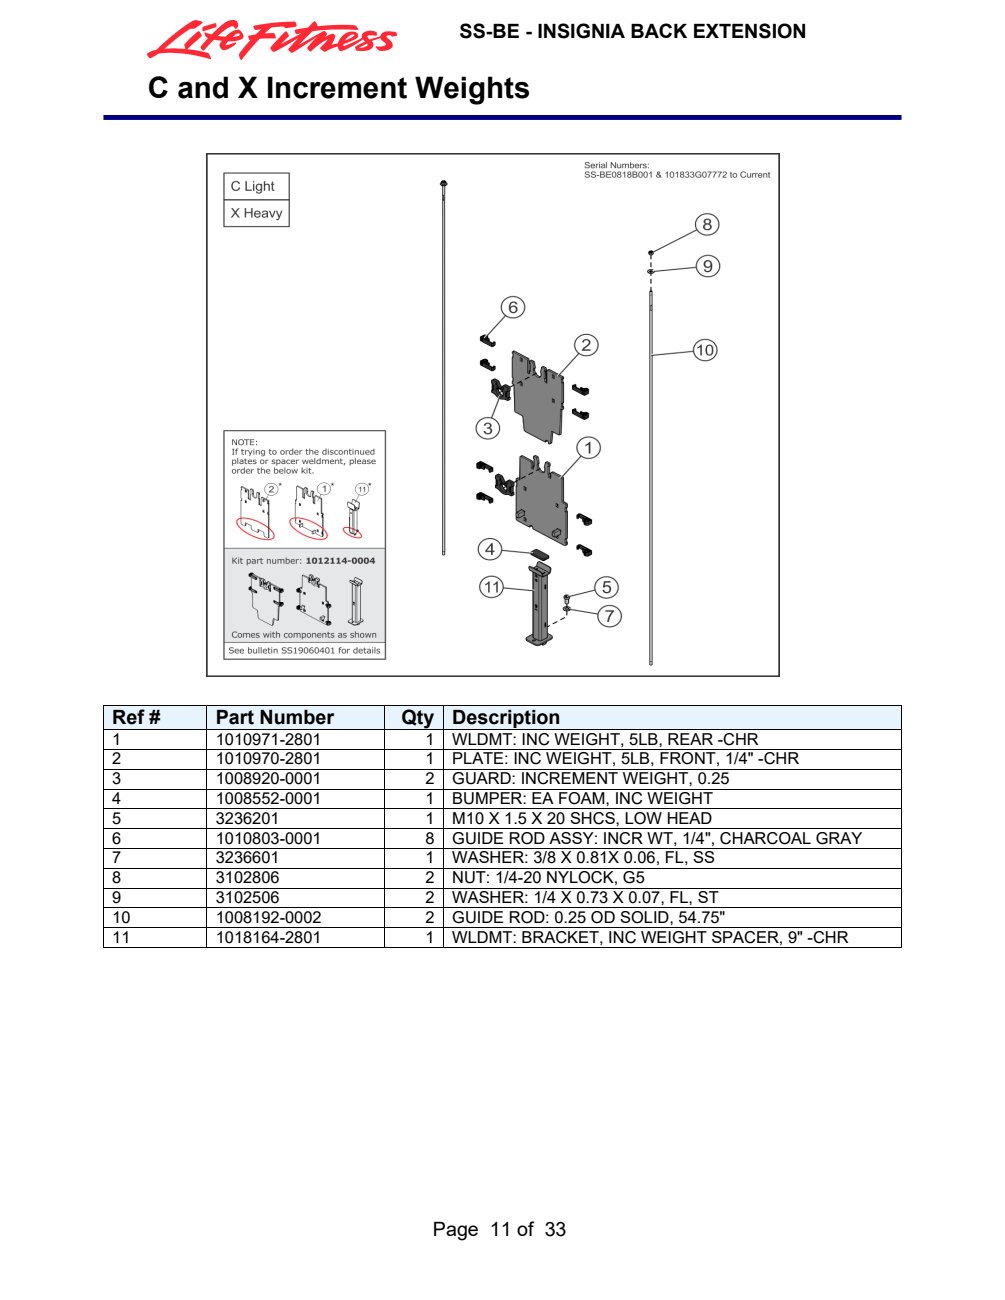 Life Fitness
SS-BE - INSIGNIA BACK EXTENSION
C and X Increment Weights
Serial Numbers:
SS-BE0818B001 & 101833G07772 to Current
C Light
X Heavy
8
9
6
2
10
3
1
NOTE:
If trying to order the discontinued
plates or spacer weldment, please
order the below kit.
2*
1*
11*
4
Kit part number: 1012114-0004
11
5
7
Comes with components as shown
See bulletin SS19060401 for details
Ref # Part Number Qty Description
1 1010971-2801 1 WLDMT: INC WEIGHT, 5LB, REAR -CHR
2 1010970-2801 1 PLATE: INC WEIGHT, 5LB, FRONT, 1/4" -CHR
3 1008920-0001 2 GUARD: INCREMENT WEIGHT, 0.25
4 1008552-0001 1 BUMPER: EA FOAM, INC WEIGHT
5 3236201 1 M10 X 1.5 X 20 SHCS, LOW HEAD
6 1010803-0001 8 GUIDE ROD ASSY: INCR WT, 1/4", CHARCOAL GRAY
7 3236601 1 WASHER: 3/8 X 0.81X 0.06, FL, SS
8 3102806 2 NUT: 1/4-20 NYLOCK, G5
9 3102506 2 WASHER: 1/4 X 0.73 X 0.07, FL, ST
10 1008192-0002 2 GUIDE ROD: 0.25 OD SOLID, 54.75"
11 1018164-2801 1 WLDMT: BRACKET, INC WEIGHT SPACER, 9" -CHR
Page 11 of 33